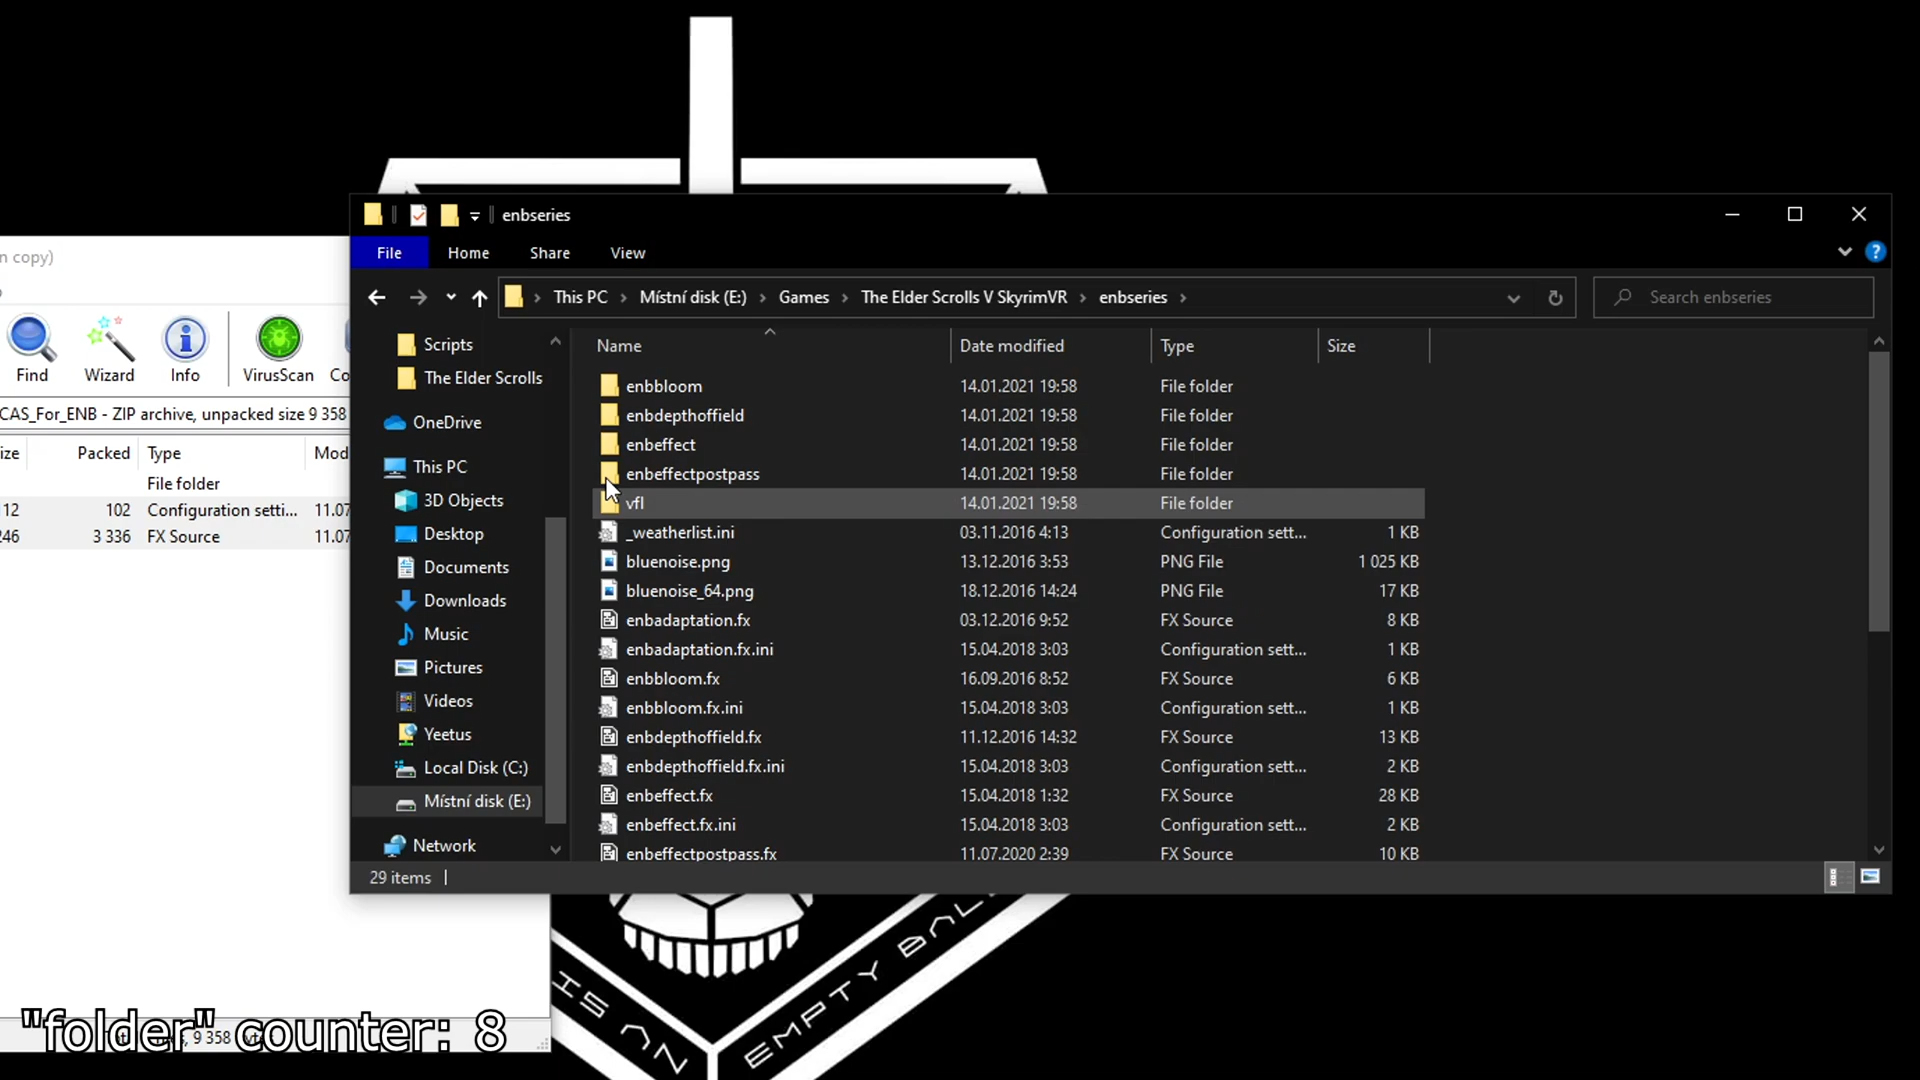 enbseries
File Home Share View
This PC Místní disk (E:) Games The Elder Scrolls V SkyrimVR enbseries
Search enbseries
Scripts
The Elder Scrolls
OneDrive
This PC
3D Objects
Desktop
Documents
Downloads
Music
Pictures
Videos
Yeetus
Local Disk (C:)
Místní disk (E:)
Network
Name Date modified Type Size
enbbloom 14.01.2021 19:58 File folder
enbdepthoffield 14.01.2021 19:58 File folder
enbeffect 14.01.2021 19:58 File folder
enbeffectpostpass 14.01.2021 19:58 File folder
vfl 14.01.2021 19:58 File folder
_weatherlist.ini 03.11.2016 4:13 Configuration sett... 1 KB
bluenoise.png 13.12.2016 3:53 PNG File 1 025 KB
bluenoise_64.png 18.12.2016 14:24 PNG File 17 KB
enbadaptation.fx 03.12.2016 9:52 FX Source 8 KB
enbadaptation.fx.ini 15.04.2018 3:03 Configuration sett... 1 KB
enbbloom.fx 16.09.2016 8:52 FX Source 6 KB
enbbloom.fx.ini 15.04.2018 3:03 Configuration sett... 1 KB
enbdepthoffield.fx 11.12.2016 14:32 FX Source 13 KB
enbdepthoffield.fx.ini 15.04.2018 3:03 Configuration sett... 2 KB
enbeffect.fx 15.04.2018 1:32 FX Source 28 KB
enbeffect.fx.ini 15.04.2018 3:03 Configuration sett... 2 KB
enbeffectpostpass.fx 11.07.2020 2:39 FX Source 10 KB
29 items
n copy)
Find Wizard Info VirusScan Co
CAS_For_ENB - ZIP archive, unpacked size 9 358
ize Packed Type Mod
File folder
112 102 Configuration setti... 11.07
246 3 336 FX Source 11.07
IS AN
EMPTY
"folder" counter: 8
9 358